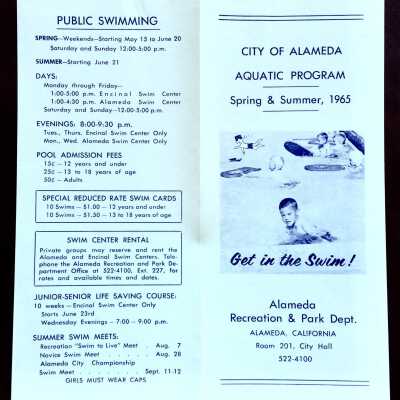 PUBLIC SWIMMING
SPRING–Weekends–Starting May 15 to June 20
Saturday and Sunday 12:00-5:00 p.m.
SUMMER–Starting June 21
DAYS:
Monday through Friday–
1:00-5:00 p.m. Encinal Swim Center
1:00-4:30 p.m. Alameda Swim Center
Saturday and Sunday–12:00-5:00 p.m.
EVENINGS: 8:00-9:30 p.m.
Tues., Thurs. Encinal Swim Center Only
Mon., Wed. Alameda Swim Center Only
POOL ADMISSION FEES
15c – 12 years and under
25c – 13 to 18 years of age
50c – Adults
SPECIAL REDUCED RATE SWIM CARDS
10 Swims – $1.00 – 12 years and under
10 Swims – $1.50 – 13 to 18 years of age
SWIM CENTER RENTAL
Private groups may reserve and rent the
Alameda and Encinal Swim Centers. Tele-
phone the Alameda Recreation and Park De-
partment Office at 522-4100, Ext. 227, for
rates and available times and dates.
JUNIOR-SENIOR LIFE SAVING COURSE:
10 weeks – Encinal Swim Center Only
Starts June 23rd
Wednesday Evenings – 7:00 - 9:00 p.m.
SUMMER SWIM MEETS:
Recreation "Swim to Live" Meet . Aug. 7
Novice Swim Meet . . . . . Aug. 28
Alameda City Championship
Swim Meet . . . . . Sept. 11-12
GIRLS MUST WEAR CAPS
CITY OF ALAMEDA
AQUATIC PROGRAM
Spring & Summer, 1965
Get in the Swim!
Alameda
Recreation & Park Dept.
ALAMEDA, CALIFORNIA
Room 201, City Hall
522-4100